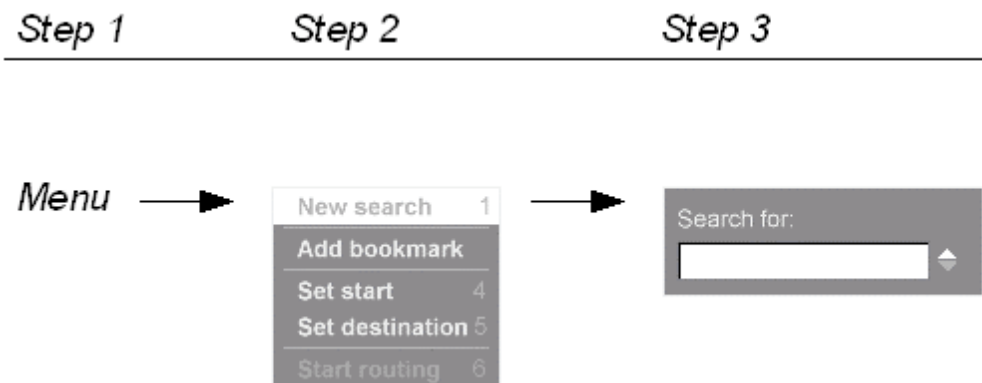 Step 1 Step 2 Step 3
Menu
New search 1
Add bookmark
Set start 4
Set destination 5
Start routing 6
Search for: